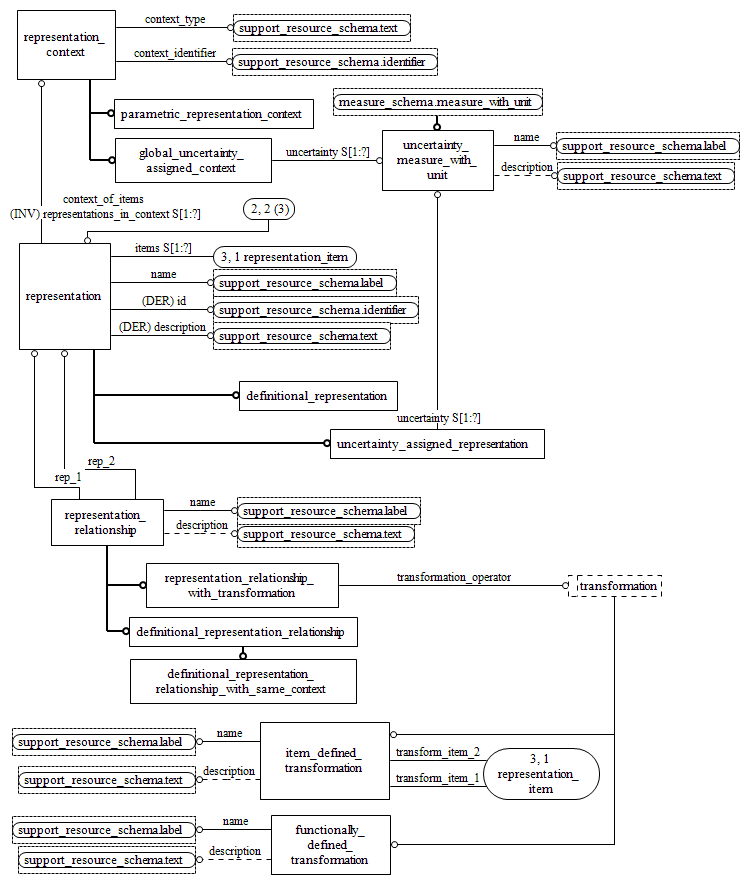 representation_
context
context_type
support_resource_schema.text
context_identifier
support_resource_schema.identifier
parametric_representation_context
measure_schema.measure_with_unit
global_uncertainty_
assigned_context
uncertainty S[1:?]
uncertainty_
measure_with_
unit
name
support_resource_schema.label
description
support_resource_schema.text
context_of_items
(INV) representations_in_context S[1:?]
2, 2 (3)
representation
items S[1:?]
3, 1 representation_item
name
support_resource_schema.label
(DER) id
support_resource_schema.identifier
(DER) description
support_resource_schema.text
definitional_representation
uncertainty S[1:?]
uncertainty_assigned_representation
rep_2
rep_1
representation_
relationship
name
support_resource_schema.label
description
support_resource_schema.text
representation_relationship_
with_transformation
transformation_operator
transformation
definitional_representation_relationship
definitional_representation_
relationship_with_same_context
support_resource_schema.label
name
item_defined_
transformation
support_resource_schema.text
description
transform_item_2
transform_item_1
3, 1
representation_
item
support_resource_schema.label
name
functionally_
defined_
transformation
support_resource_schema.text
description